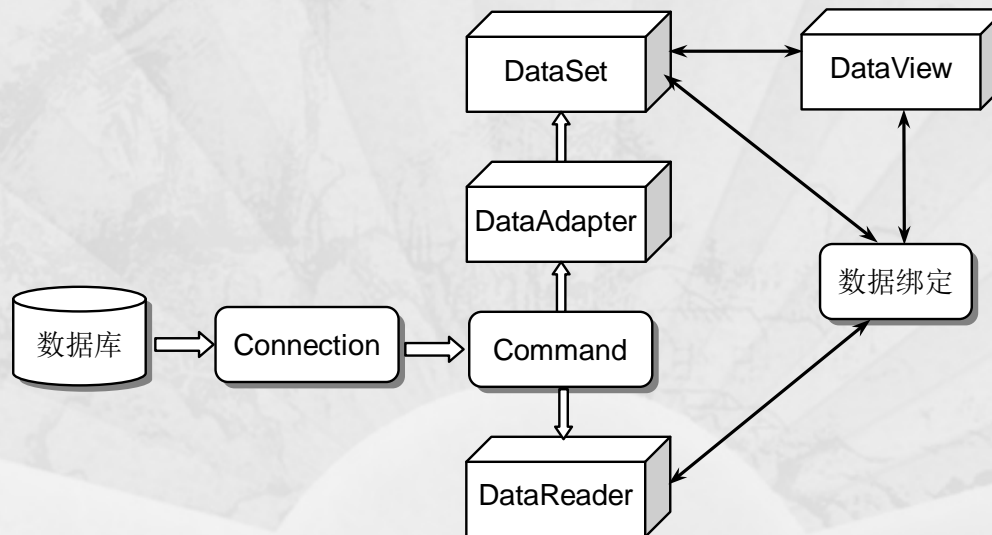 DataSet
DataView
DataAdapter
数据绑定
数据库
Connection
Command
DataReader